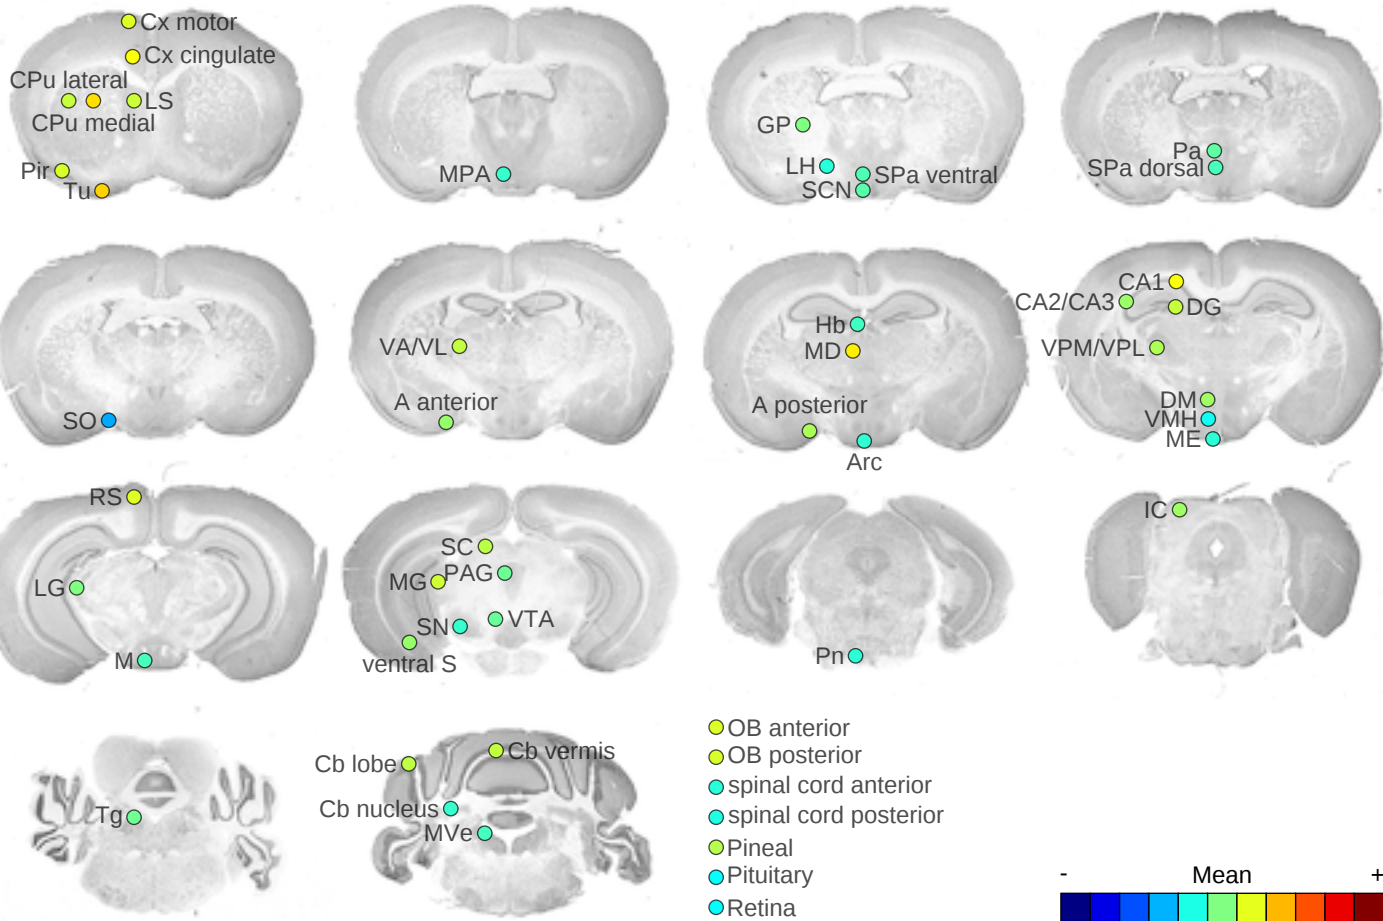 Cx motor
Cx cingulate
CPu lateral
LS
CPu medial
Pir
Tu
MPA
GP
LH
SPa ventral
SCN
Pa
SPa dorsal
SO
VA/VL
A anterior
Hb
MD
A posterior
Arc
CA1
CA2/CA3
DG
VPM/VPL
DM
VMH
ME
RS
LG
M
SC
PAG
MG
VTA
SN
ventral S
Pn
IC
Tg
Cb vermis
Cb lobe
Cb nucleus
MVe
OB anterior
OB posterior
spinal cord anterior
spinal cord posterior
Pineal
Pituitary
Retina
- Mean +